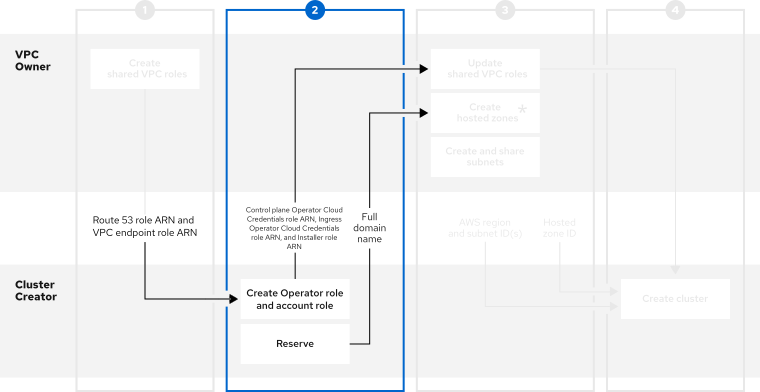 1
2
3
4
VPC
Owner
Create
shared VPC roles
Update
shared VPC roles
Create
hosted zones *
Create and share
subnets
Route 53 role ARN and
VPC endpoint role ARN
Control plane Operator Cloud
Credentials role ARN, Ingress
Operator Cloud Credentials
role ARN, and Installer role
ARN
Full
domain
name
AWS region
and subnet ID(s)
Hosted
zone ID
Cluster
Creator
Create Operator role
and account role
Reserve
Create cluster